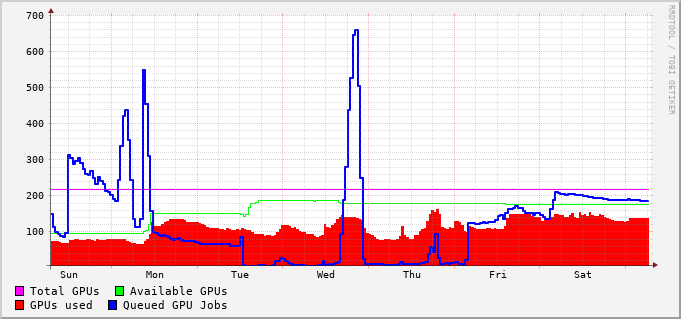 700
600
500
400
300
200
100
Sun Mon Tue Wed Thu Fri Sat
Total GPUs Available GPUs
GPUs used Queued GPU Jobs
RRDTOOL / TOBI OETIKER